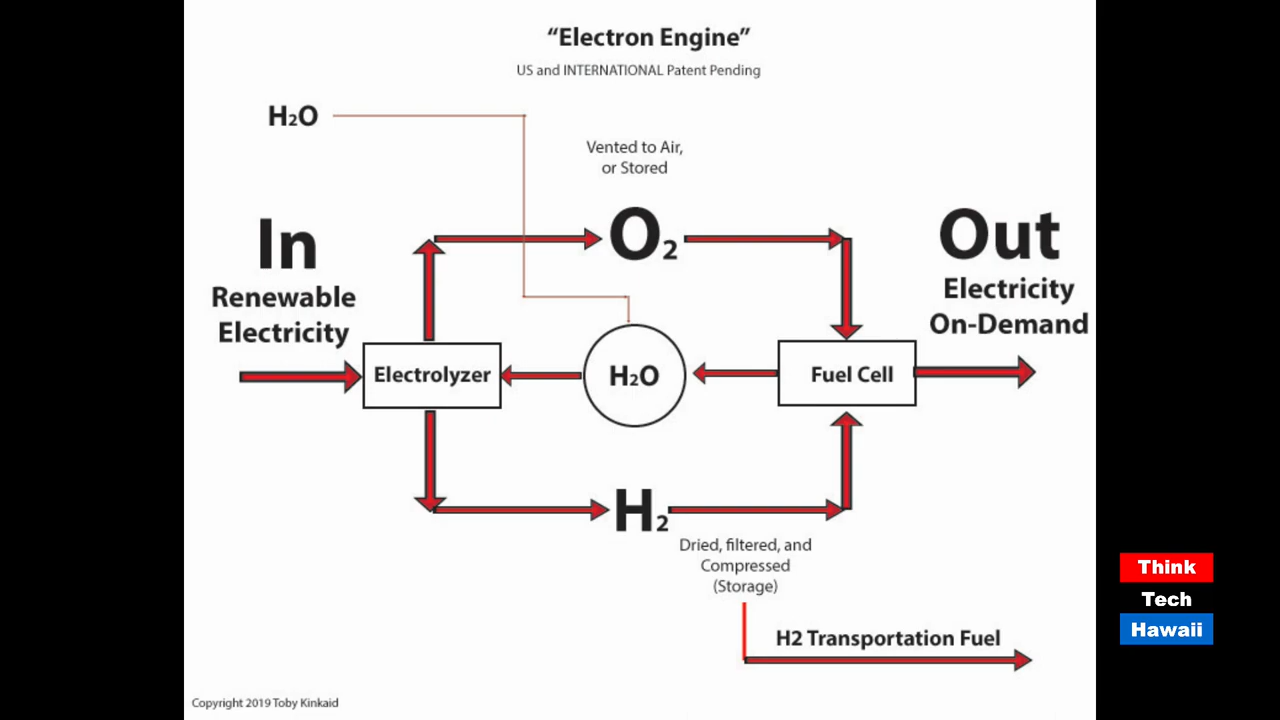 “Electron Engine”
US and INTERNATIONAL Patent Pending
H₂O
Vented to Air,
or Stored
In
Renewable
Electricity
O₂
Out
Electricity
On-Demand
Electrolyzer
H₂O
Fuel Cell
H₂
Dried, filtered, and
Compressed
(Storage)
H2 Transportation Fuel
Think
Tech
Hawaii
Copyright 2019 Toby Kinkaid